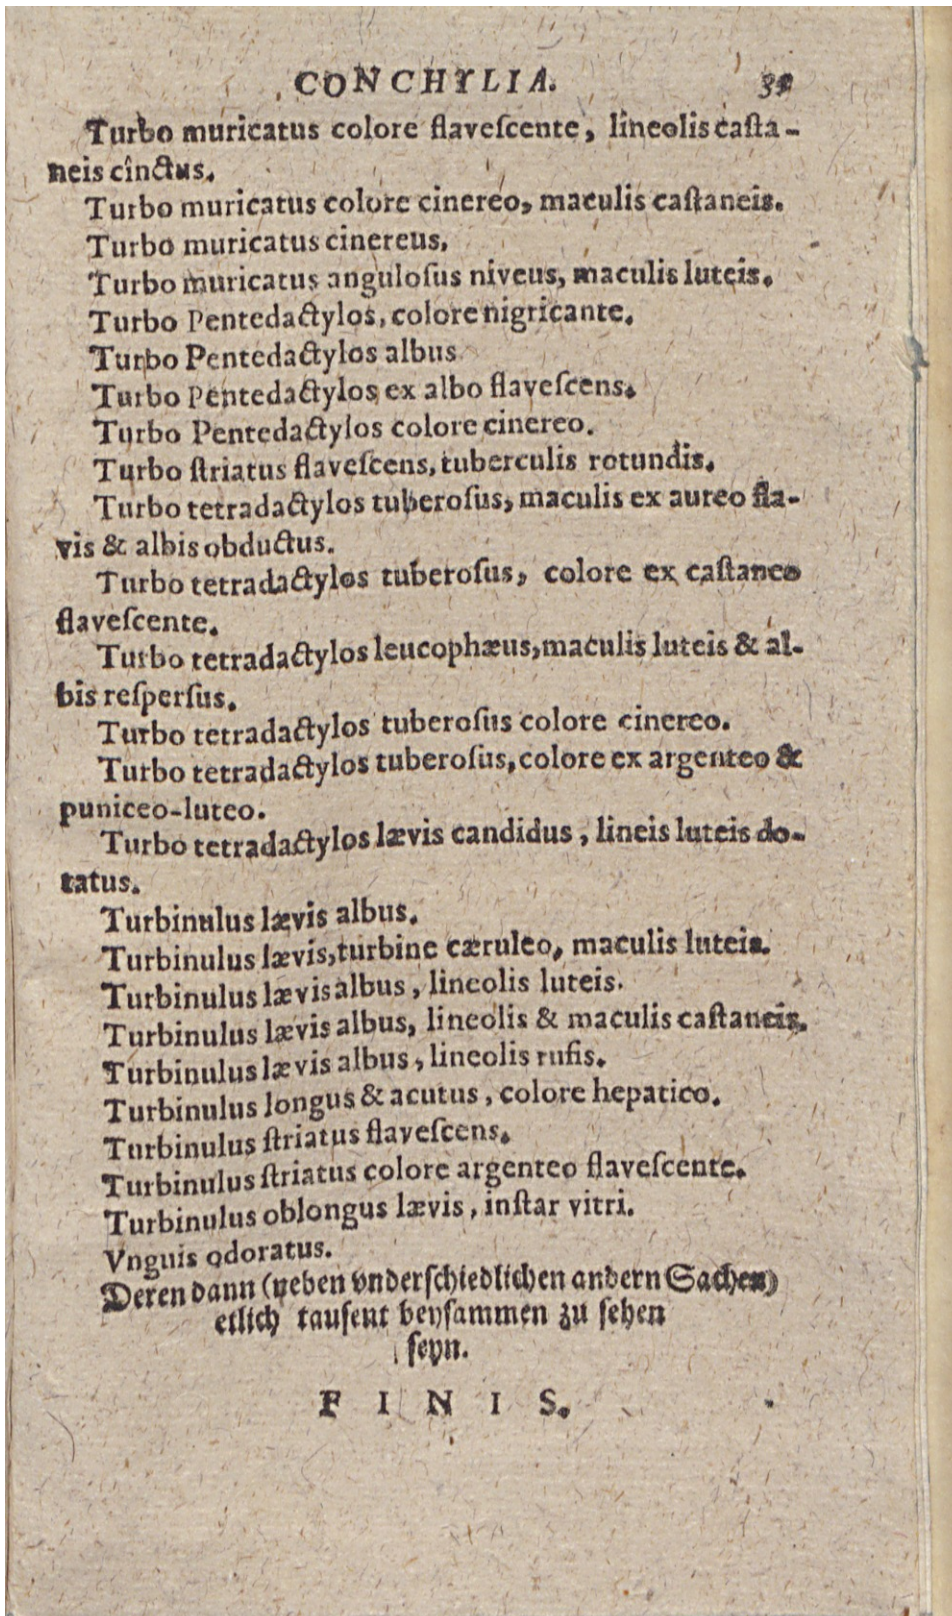 CONCHYLIA. 39
Turbo muricatus colore flaveſcente, lineolis caſta-
neis cinctus.
Turbo muricatus colore cinereo, maculis caſtaneis.
Turbo muricatus cinereus.
Turbo muricatus anguloſus niveus, maculis luteis.
Turbo Pentedactylos, colore nigricante.
Turbo Pentedactylos albus
Turbo Pentedactylos ex albo flaveſcens.
Turbo Pentedactylos colore cinereo.
Turbo ſtriatus flaveſcens, tuberculis rotundis.
Turbo tetradactylos tuberoſus, maculis ex aureo fla-
vis & albis obductus.
Turbo tetradactylos tuberoſus, colore ex caſtaneo
flaveſcente.
Turbo tetradactylos leucophæus, maculis luteis & al-
bis reſperſus.
Turbo tetradactylos tuberoſus colore cinereo.
Turbo tetradactylos tuberoſus, colore ex argenteo &
puniceo-luteo.
Turbo tetradactylos lævis candidus, lineis luteis do-
tatus.
Turbinulus lævis albus.
Turbinulus lævis, turbine cæruleo, maculis luteis.
Turbinulus lævis albus, lineolis luteis.
Turbinulus lævis albus, lineolis & maculis caſtaneis.
Turbinulus lævis albus, lineolis rufis.
Turbinulus longus & acutus, colore hepatico.
Turbinulus ſtriatus flaveſcens.
Turbinulus ſtriatus colore argenteo flaveſcente.
Turbinulus oblongus lævis, inſtar vitri.
Vnguis odoratus.
Deren dann (neben vnderſchiedlichen andern Sachen)
etlich tauſent beyſammen zu ſehen
ſeyn.
FINIS.